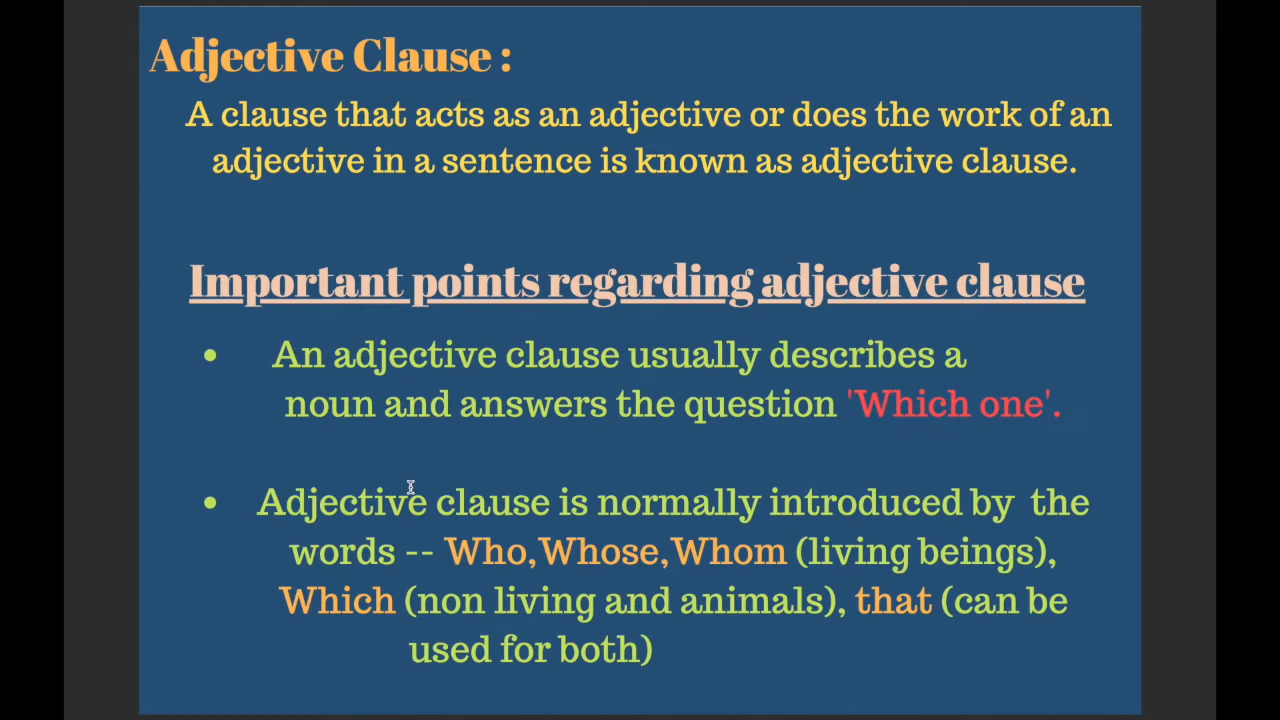 Adjective Clause :
A clause that acts as an adjective or does the work of an
adjective in a sentence is known as adjective clause.
Important points regarding adjective clause
• An adjective clause usually describes a
noun and answers the question 'Which one'.
• Adjective clause is normally introduced by the
words -- Who,Whose,Whom (living beings),
Which (non living and animals), that (can be
used for both)